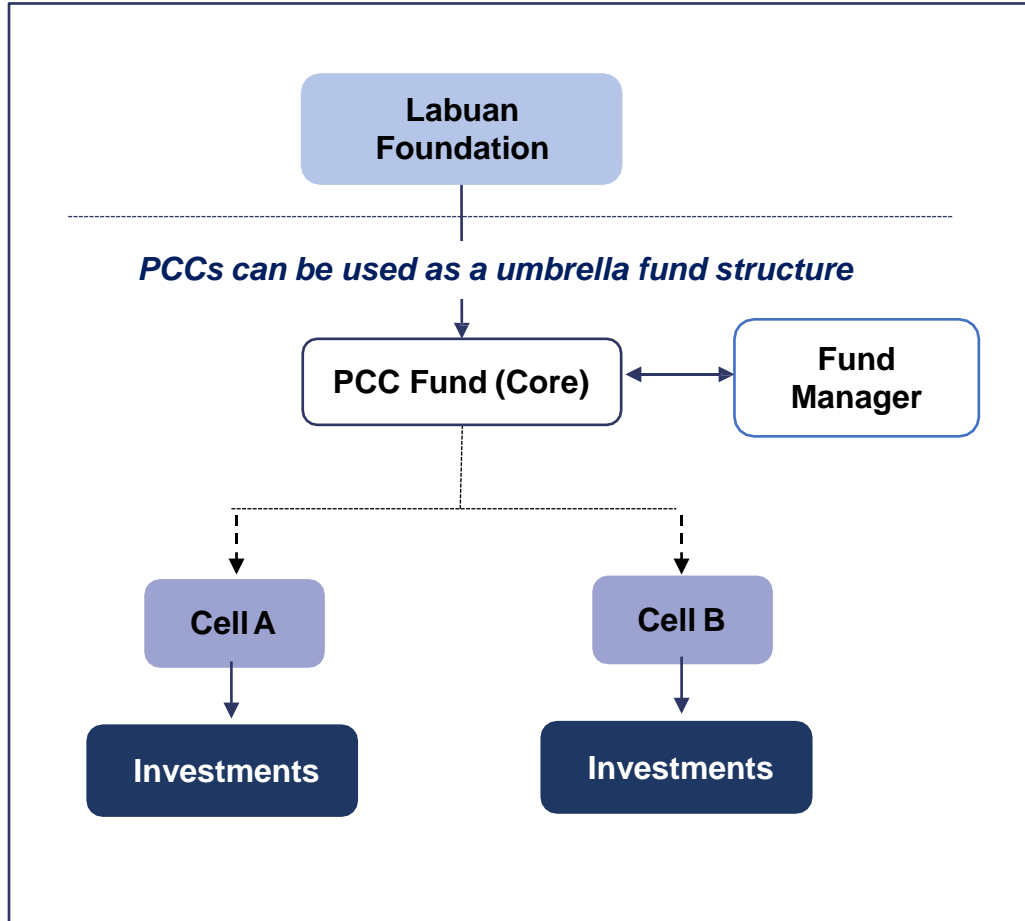 Labuan
Foundation
PCCs can be used as a umbrella fund structure
PCC Fund (Core)
Fund
Manager
Cell A
Cell B
Investments
Investments